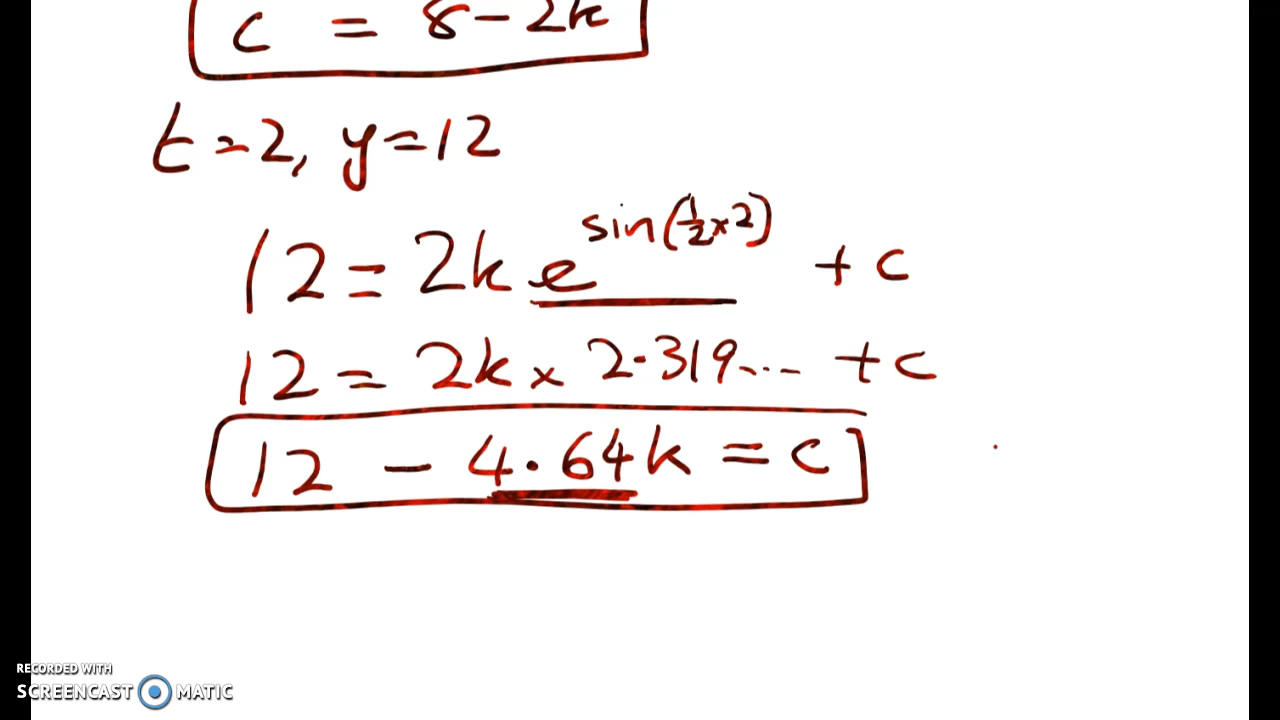 c = 8 - 2k
t = 2, y = 12
12 = 2k e^sin(½ × 2) + c
12 = 2k × 2·319... + c
12 - 4·64k = c
RECORDED WITH
SCREENCAST MATIC